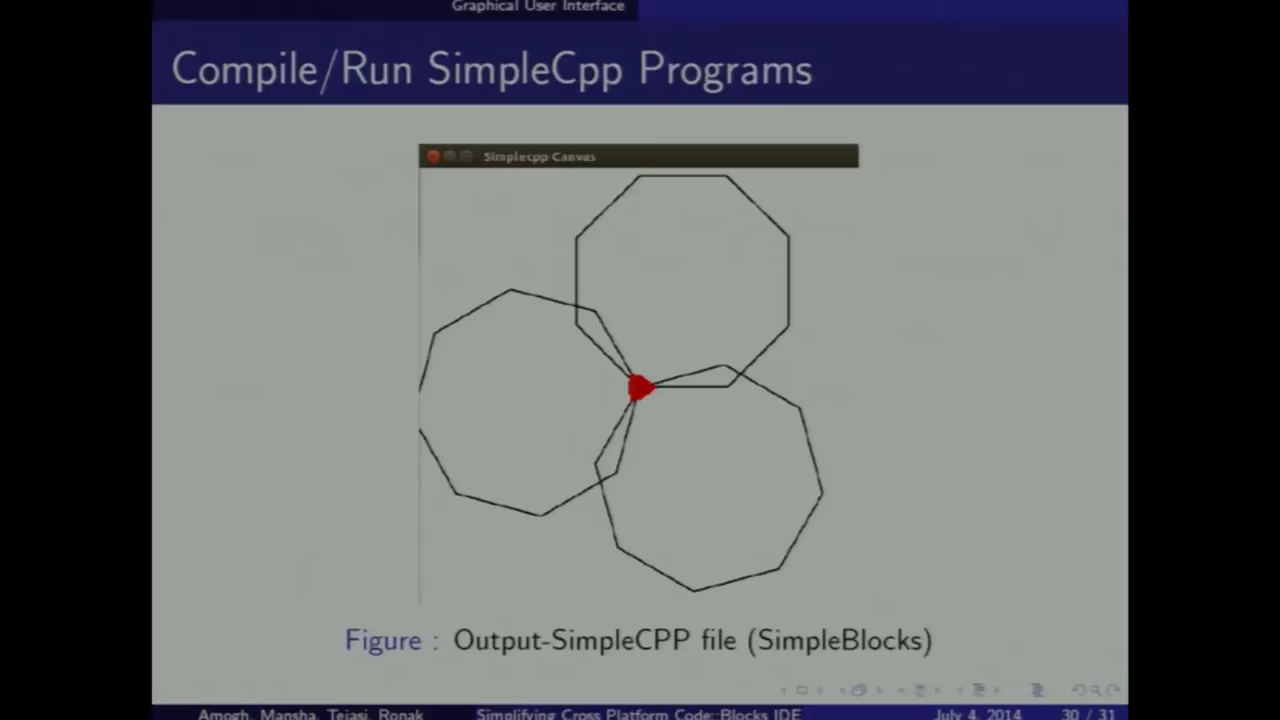 Graphical User Interface
Compile/Run SimpleCpp Programs
Simplecpp Canvas
Figure : Output-SimpleCPP file (SimpleBlocks)
Amogh, Mansha, Tejasi, Ronak Simplifying Cross Platform Code::Blocks IDE July 4, 2014 30 / 31